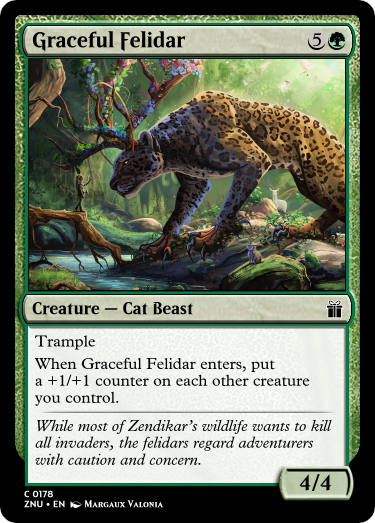 Graceful Felidar 5
Creature — Cat Beast
Trample
When Graceful Felidar enters, put
a +1/+1 counter on each other creature
you control.
While most of Zendikar's wildlife wants to kill
all invaders, the felidars regard adventurers
with caution and concern.
4/4
C 0178
ZNU • EN Margaux Valonia